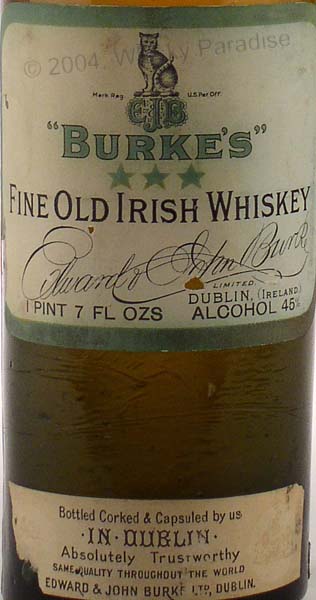 © 2004, Whisky Paradise
Mark Reg. U.S. Pat. Off.
E&JB
"BURKE'S"
FINE OLD IRISH WHISKEY
Edward & John Burke
LIMITED.
DUBLIN, (IRELAND.)
1 PINT 7 FL OZS ALCOHOL 45%
Bottled Corked & Capsuled by us
·IN·DUBLIN·
Absolutely Trustworthy
SAME QUALITY THROUGHOUT THE WORLD
EDWARD & JOHN BURKE LTD, DUBLIN.